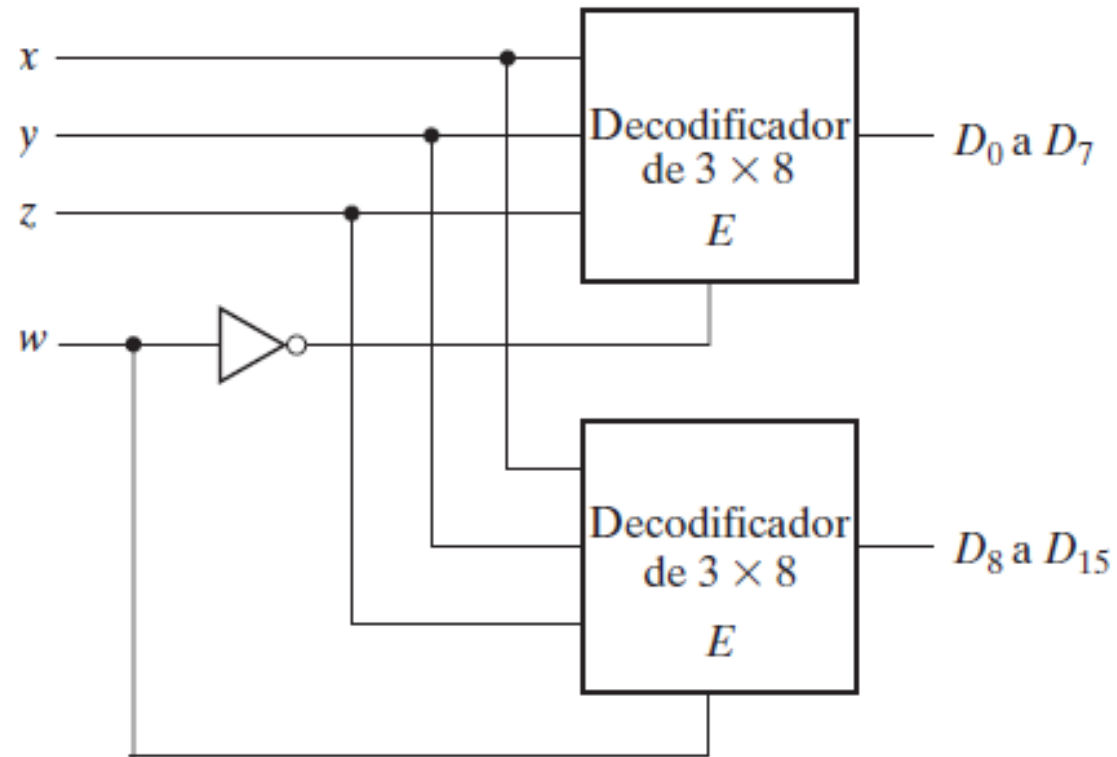 x
y
z
w
Decodificador
de 3 × 8
E
D₀ a D₇
Decodificador
de 3 × 8
E
D₈ a D₁₅